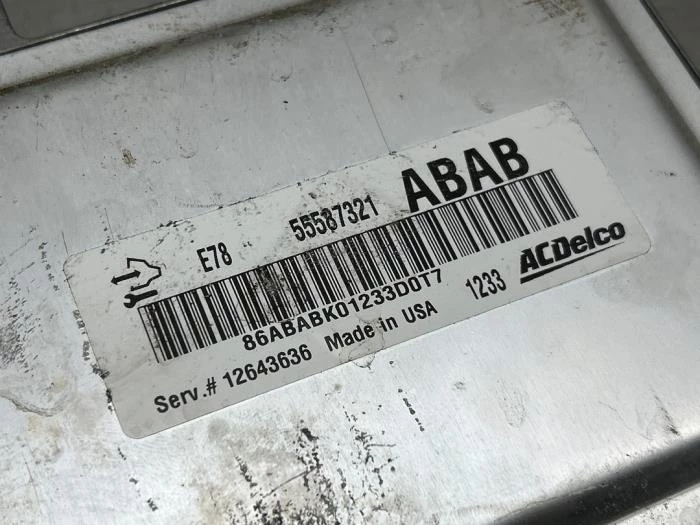 E78 55587321 ABAB
86ABABK01233D0T7 1233 ACDelco
Serv.# 12643636 Made in USA